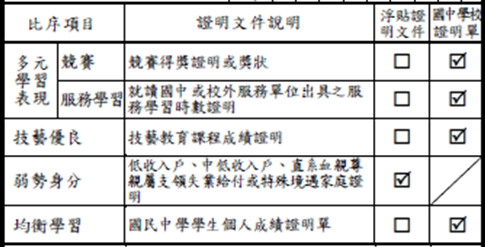 比序項目 證明文件說明 浮貼證明文件 國中學校證明單
多元學習表現 競賽 競賽得獎證明或獎狀 ☐ ☑
服務學習 就讀國中或校外服務單位出具之服務學習時數證明 ☐ ☑
技藝優良 技藝教育課程成績證明 ☐ ☑
弱勢身分 低收入戶、中低收入戶、直系血親尊親屬支領失業給付或特殊境遇家庭證明 ☑
均衡學習 國民中學學生個人成績證明單 ☐ ☑